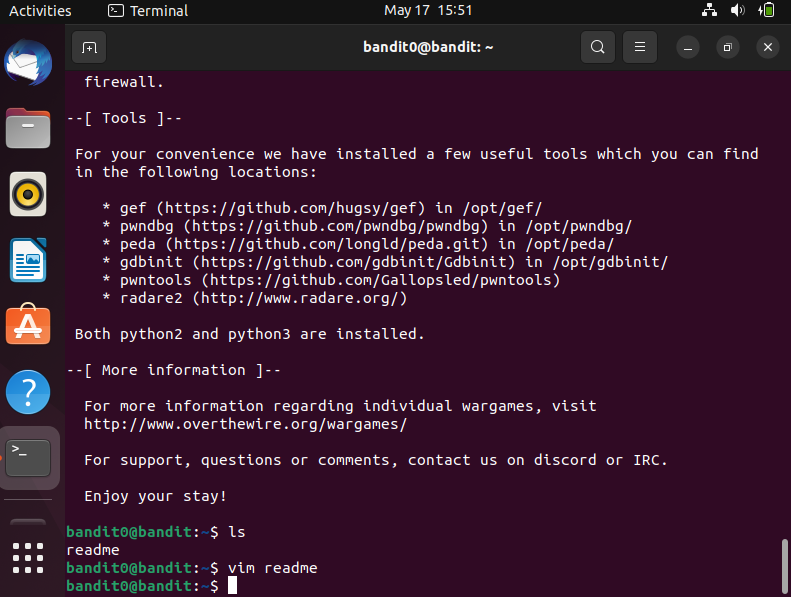 Activities
Terminal
May 17 15:51
bandit0@bandit: ~
firewall.
--[ Tools ]--
For your convenience we have installed a few useful tools which you can find
in the following locations:
* gef (https://github.com/hugsy/gef) in /opt/gef/
* pwndbg (https://github.com/pwndbg/pwndbg) in /opt/pwndbg/
* peda (https://github.com/longld/peda.git) in /opt/peda/
* gdbinit (https://github.com/gdbinit/Gdbinit) in /opt/gdbinit/
* pwntools (https://github.com/Gallopsled/pwntools)
* radare2 (http://www.radare.org/)
Both python2 and python3 are installed.
--[ More information ]--
For more information regarding individual wargames, visit
http://www.overthewire.org/wargames/
For support, questions or comments, contact us on discord or IRC.
Enjoy your stay!
bandit0@bandit:~$ ls
readme
bandit0@bandit:~$ vim readme
bandit0@bandit:~$